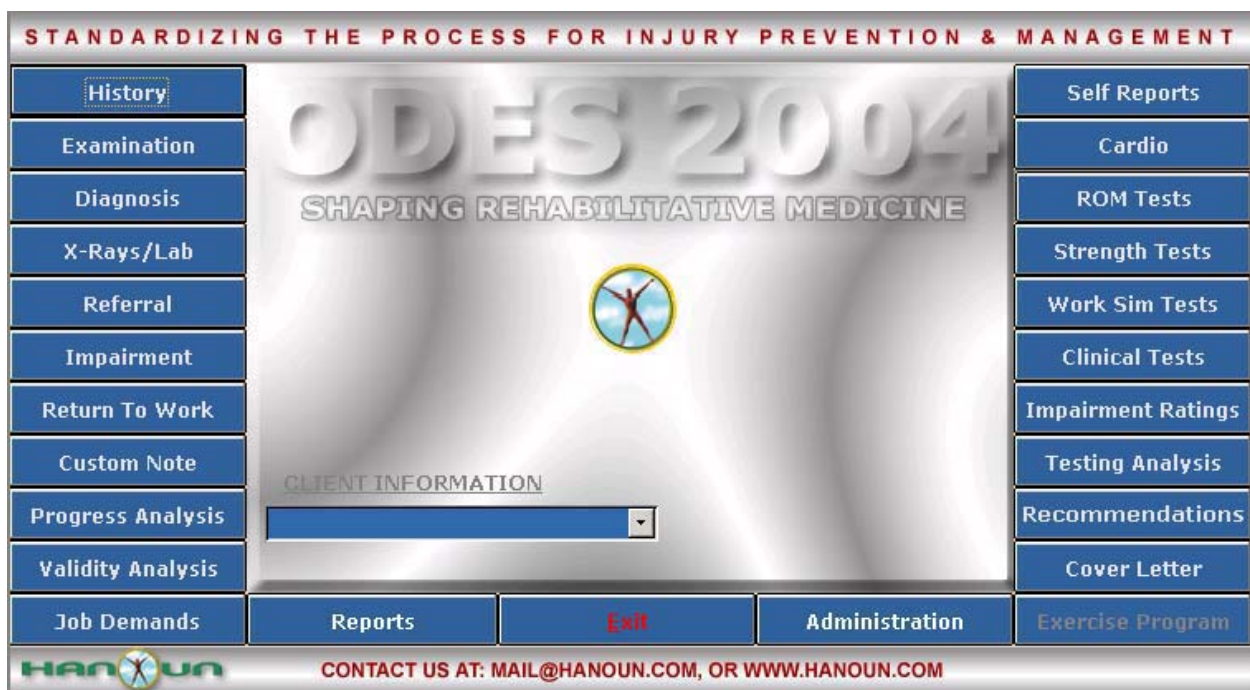 STANDARDIZING THE PROCESS FOR INJURY PREVENTION & MANAGEMENT
History
Examination
Diagnosis
X-Rays/Lab
Referral
Impairment
Return To Work
Custom Note
Progress Analysis
Validity Analysis
Job Demands
ODES 2004
SHAPING REHABILITATIVE MEDICINE
CLIENT INFORMATION
Self Reports
Cardio
ROM Tests
Strength Tests
Work Sim Tests
Clinical Tests
Impairment Ratings
Testing Analysis
Recommendations
Cover Letter
Exercise Program
Reports
Exit
Administration
HANOUN
CONTACT US AT: MAIL@HANOUN.COM, OR WWW.HANOUN.COM